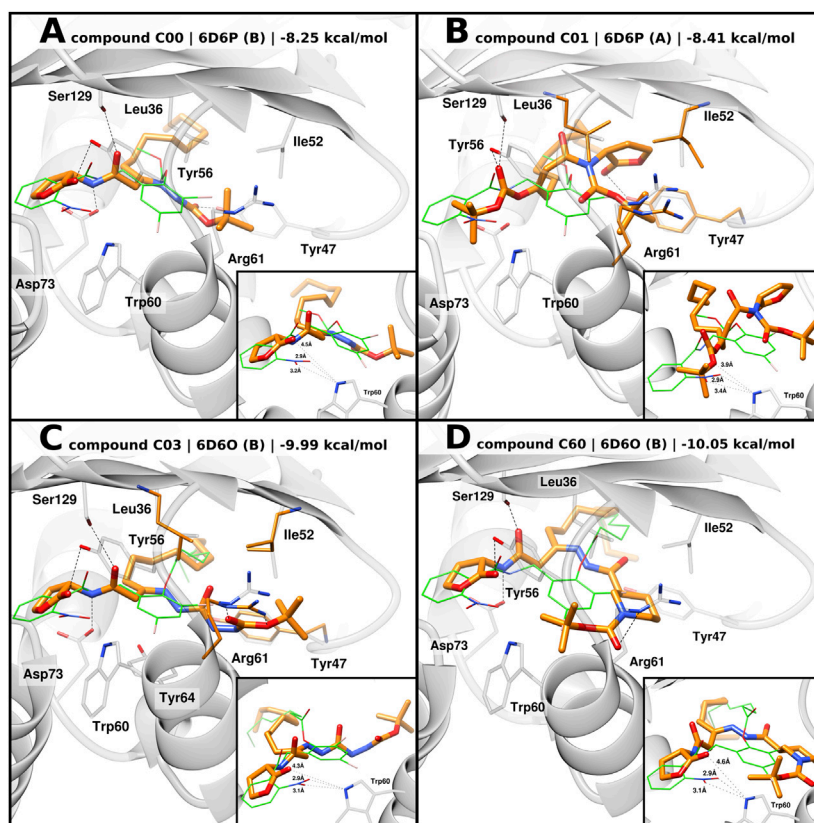 A compound C00 | 6D6P (B) | -8.25 kcal/mol
Ser129
Leu36
Ile52
Tyr56
Arg61
Tyr47
Asp73
Trp60
4.5Å
2.9Å
3.2Å
Trp60
B compound C01 | 6D6P (A) | -8.41 kcal/mol
Ser129
Leu36
Ile52
Tyr56
Arg61
Tyr47
Asp73
Trp60
3.9Å
2.9Å
3.4Å
Trp60
C compound C03 | 6D6O (B) | -9.99 kcal/mol
Ser129
Leu36
Ile52
Tyr56
Arg61
Tyr47
Asp73
Tyr64
Trp60
4.3Å
2.9Å
3.1Å
Trp60
D compound C60 | 6D6O (B) | -10.05 kcal/mol
Leu36
Ser129
Ile52
Tyr56
Tyr47
Asp73
Arg61
Trp60
4.6Å
2.9Å
3.1Å
Trp60